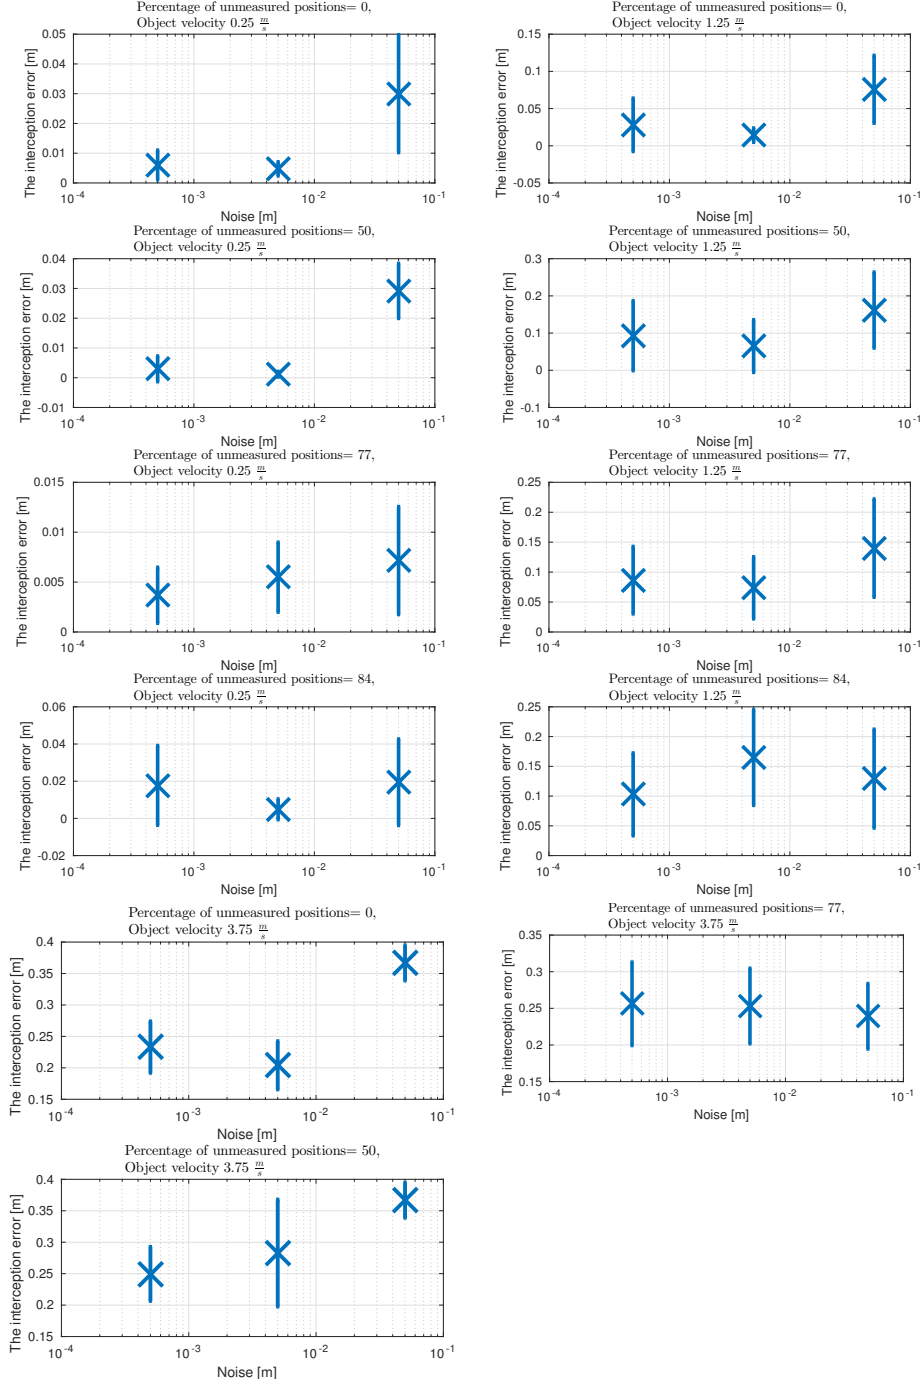 Percentage of unmeasured positions= 0,
Object velocity 0.25 m/s
The interception error [m]
0.05
0.04
0.03
0.02
0.01
0
10^-4
10^-3
10^-2
10^-1
Noise [m]
Percentage of unmeasured positions= 0,
Object velocity 1.25 m/s
The interception error [m]
0.15
0.1
0.05
0
-0.05
10^-4
10^-3
10^-2
10^-1
Noise [m]
Percentage of unmeasured positions= 50,
Object velocity 0.25 m/s
The interception error [m]
0.04
0.03
0.02
0.01
0
-0.01
10^-4
10^-3
10^-2
10^-1
Noise [m]
Percentage of unmeasured positions= 50,
Object velocity 1.25 m/s
The interception error [m]
0.3
0.2
0.1
0
-0.1
10^-4
10^-3
10^-2
10^-1
Noise [m]
Percentage of unmeasured positions= 77,
Object velocity 0.25 m/s
The interception error [m]
0.015
0.01
0.005
0
10^-4
10^-3
10^-2
10^-1
Noise [m]
Percentage of unmeasured positions= 77,
Object velocity 1.25 m/s
The interception error [m]
0.25
0.2
0.15
0.1
0.05
0
10^-4
10^-3
10^-2
10^-1
Noise [m]
Percentage of unmeasured positions= 84,
Object velocity 0.25 m/s
The interception error [m]
0.06
0.04
0.02
0
-0.02
10^-4
10^-3
10^-2
10^-1
Noise [m]
Percentage of unmeasured positions= 84,
Object velocity 1.25 m/s
The interception error [m]
0.25
0.2
0.15
0.1
0.05
0
10^-4
10^-3
10^-2
10^-1
Noise [m]
Percentage of unmeasured positions= 0,
Object velocity 3.75 m/s
The interception error [m]
0.4
0.35
0.3
0.25
0.2
0.15
10^-4
10^-3
10^-2
10^-1
Noise [m]
Percentage of unmeasured positions= 77,
Object velocity 3.75 m/s
The interception error [m]
0.35
0.3
0.25
0.2
0.15
10^-4
10^-3
10^-2
10^-1
Noise [m]
Percentage of unmeasured positions= 50,
Object velocity 3.75 m/s
The interception error [m]
0.4
0.35
0.3
0.25
0.2
0.15
10^-4
10^-3
10^-2
10^-1
Noise [m]